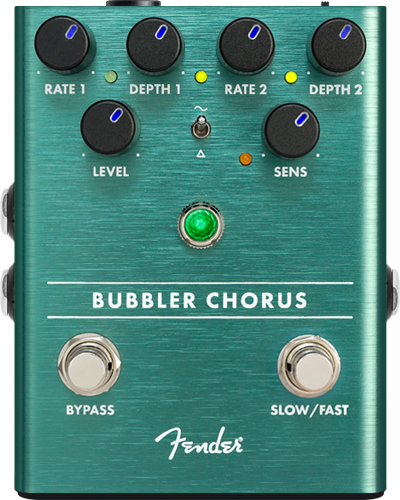 RATE 1 DEPTH 1 RATE 2 DEPTH 2
LEVEL SENS
BUBBLER CHORUS
BYPASS SLOW/FAST
Fender